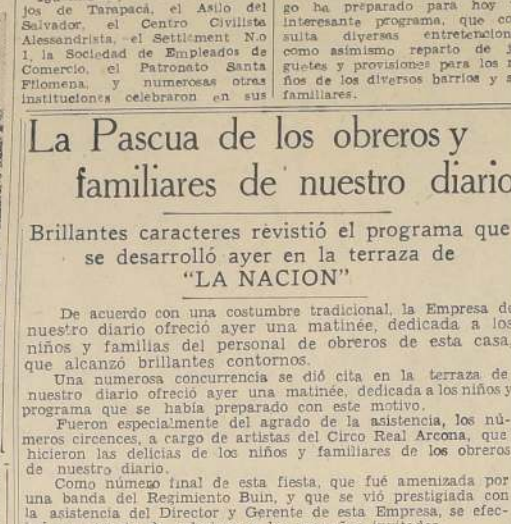 jos de Tarapacá, el Asilo del
Salvador, el Centro Civilista
Alessandrista, el Settlement N.o
1, la Sociedad de Empleados de
Comercio, el Patronato Santa
Filomena, y numerosas otras
instituciones celebraron en sus
go ha preparado para hoy
interesante programa, que co
sulta diversas entretencion
como asimismo reparto de j
guetes y provisiones para los n
ños de los diversos barrios y s
familiares.
La Pascua de los obreros y
familiares de nuestro diario
Brillantes caracteres revistió el programa que
se desarrolló ayer en la terraza de
"LA NACION"
De acuerdo con una costumbre tradicional, la Empresa de
nuestro diario ofreció ayer una matinée, dedicada a los
niños y familias del personal de obreros de esta casa,
que alcanzó brillantes contornos.
Una numerosa concurrencia se dió cita en la terraza de
nuestro diario ofreció ayer una matinée, dedicada a los niños y
programa que se había preparado con este motivo.
Fueron especialmente del agrado de la asistencia, los nú-
meros circences, a cargo de artistas del Circo Real Arcona, que
hicieron las delicias de los niños y familiares de los obreros
de nuestro diario.
Como número final de esta fiesta, que fué amenizada por
una banda del Regimiento Buin, y que se vió prestigiada con
la asistencia del Director y Gerente de esta Empresa, se efec-